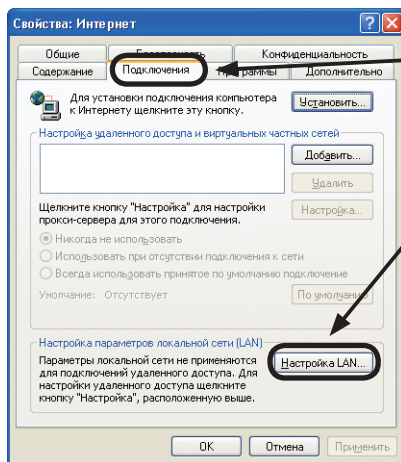 Свойства: Интернет
Общие Безопасность Конфиденциальность
Содержание Подключения Программы Дополнительно
Для установки подключения компьютера
к Интернету щелкните эту кнопку.
Установить...
Настройка удаленного доступа и виртуальных частных сетей
Добавить...
Удалить
Щелкните кнопку "Настройка" для настройки
прокси-сервера для этого подключения.
Настройка...
Никогда не использовать
Использовать при отсутствии подключения к сети
Всегда использовать принятое по умолчанию подключение
Умолчание: Отсутствует
По умолчанию
Настройка параметров локальной сети (LAN)
Параметры локальной сети не применяются
для подключений удаленного доступа. Для
настройки удаленного доступа щелкните
кнопку "Настройка", расположенную выше.
Настройка LAN...
OK Отмена Применить